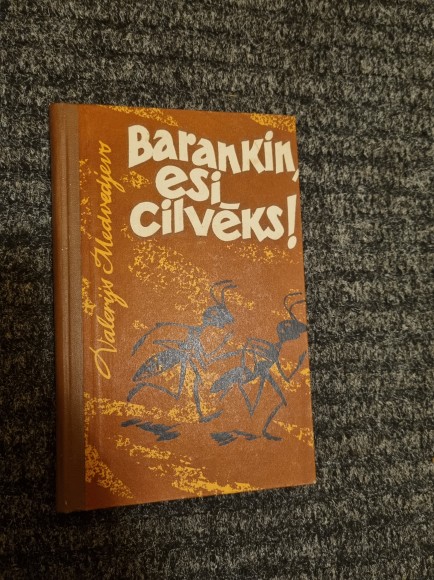 Barankin,
esi
cilvēks!
Valerijs Medvedjevs